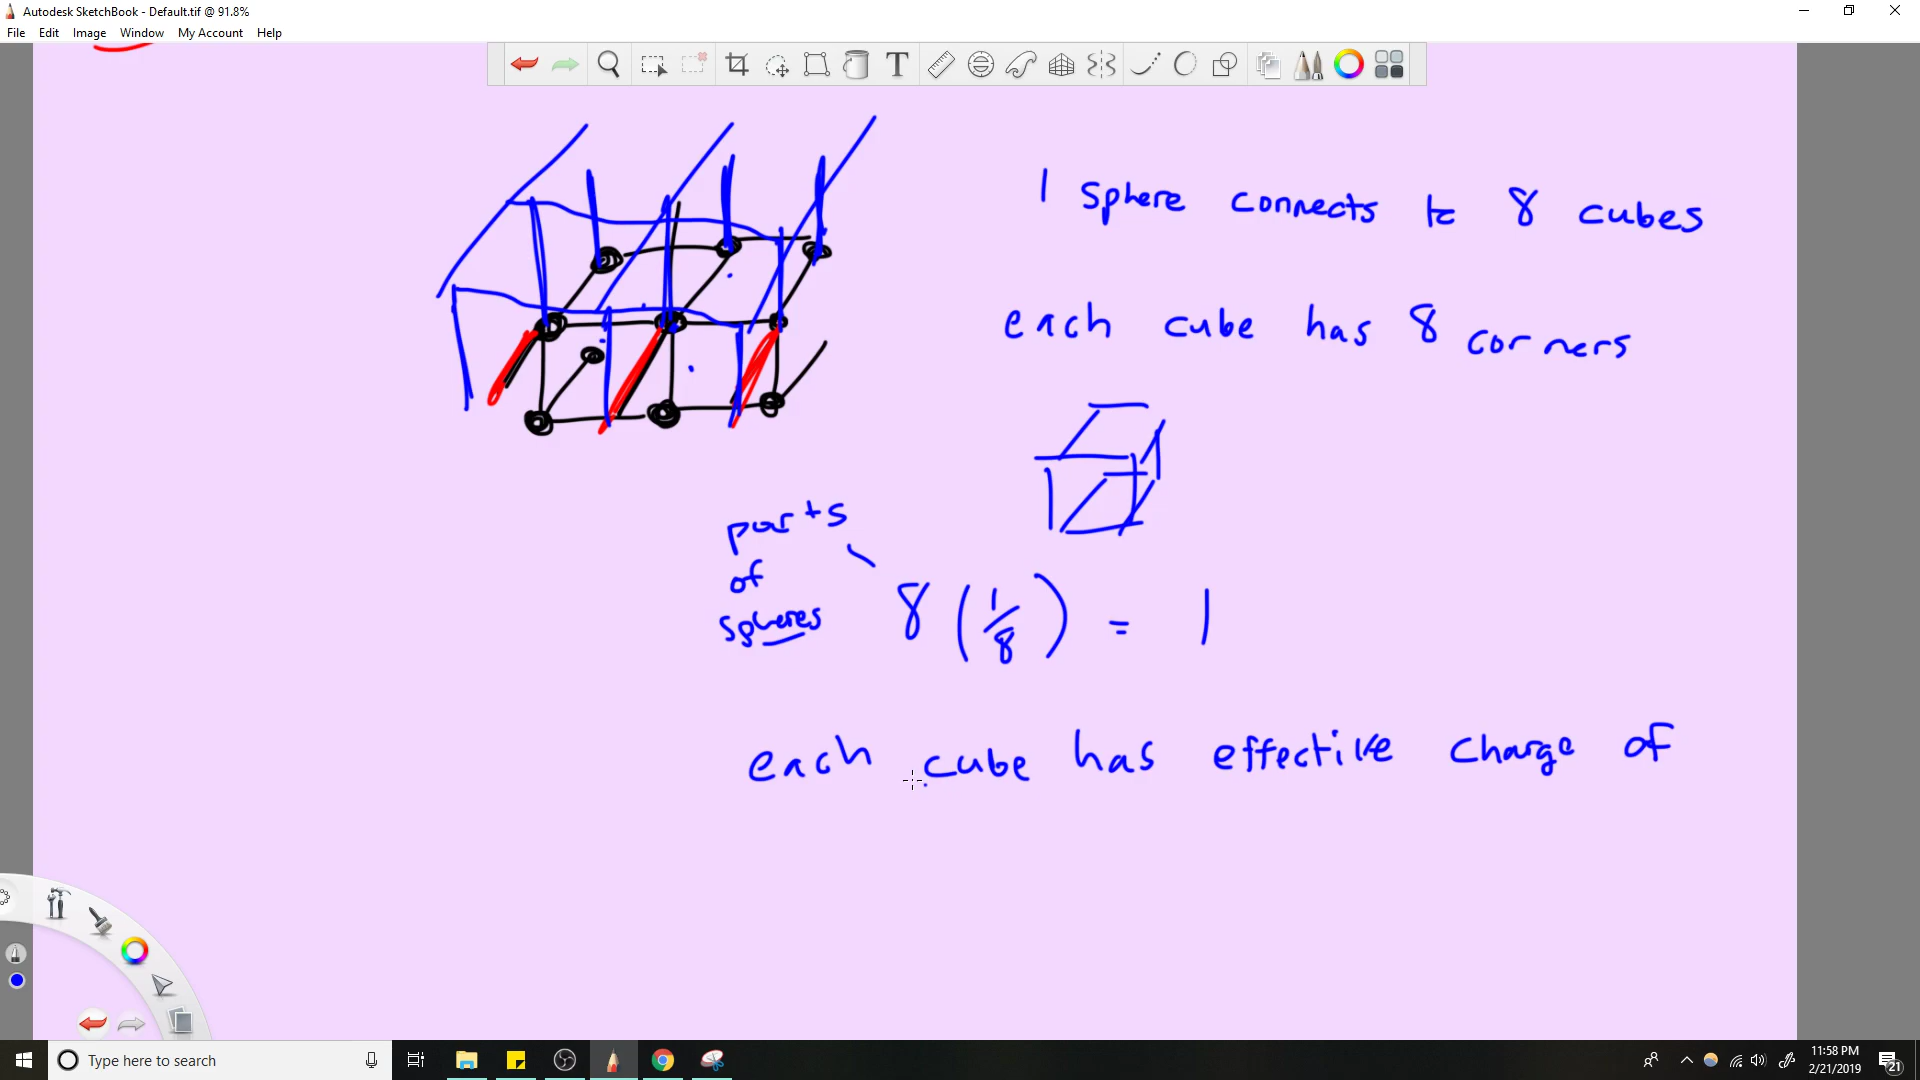 Autodesk SketchBook - Default.tif @ 91.8%
File Edit Image Window My Account Help
T
1 sphere connects to 8 cubes
each cube has 8 corners
parts
of
spheres
8 (1/8) = 1
each cube has effective charge of
Type here to search
11:58 PM
2/21/2019
21